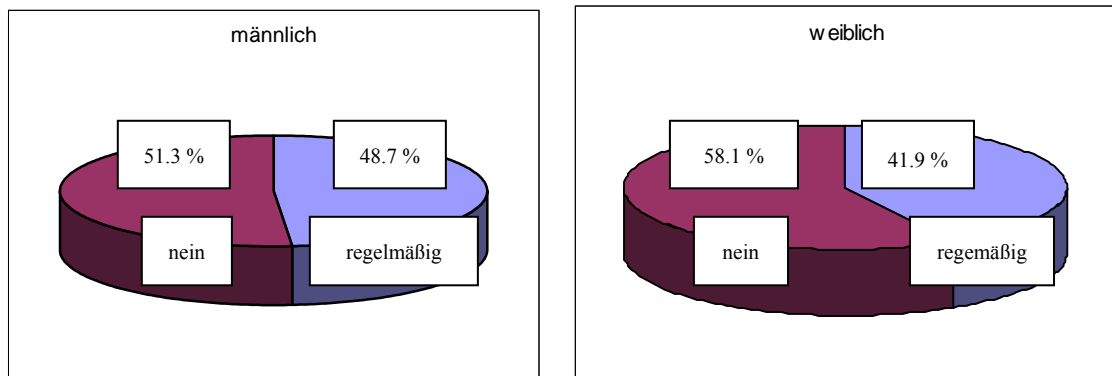 männlich
51.3 %
48.7 %
nein
regelmäßig
weiblich
58.1 %
41.9 %
nein
regemäßig